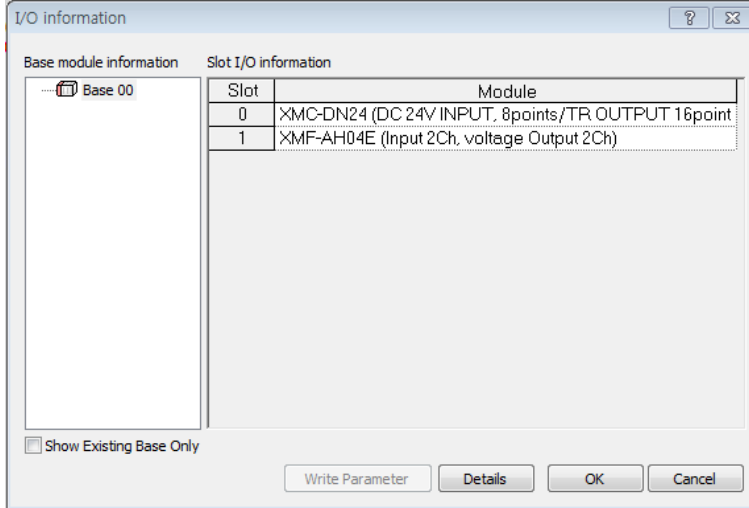 I/O information
Base module information
Slot I/O information
Base 00
Slot Module
0 XMC-DN24 (DC 24V INPUT, 8points/TR OUTPUT 16point
1 XMF-AH04E (Input 2Ch, voltage Output 2Ch)
Show Existing Base Only
Write Parameter Details OK Cancel